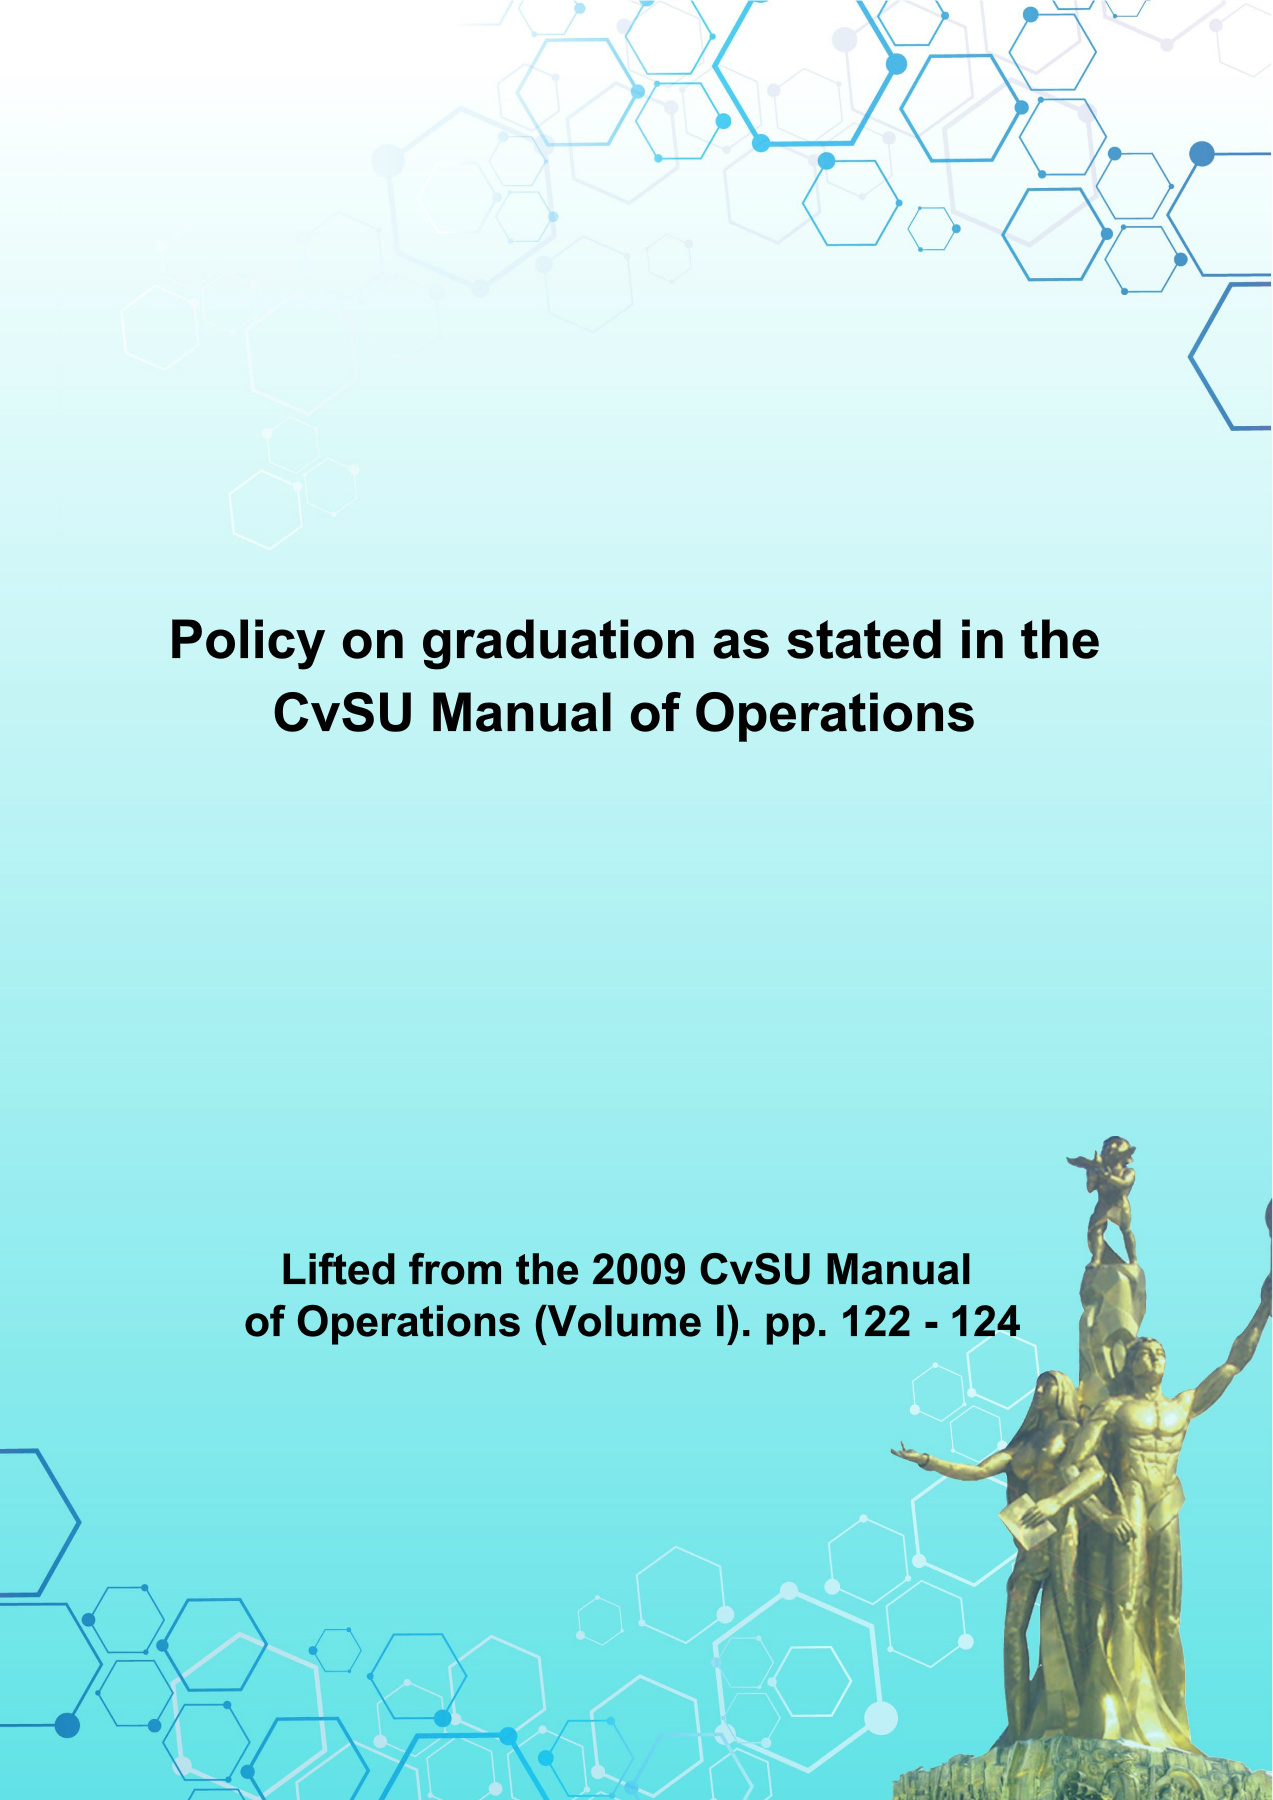 Policy on graduation as stated in the
CvSU Manual of Operations
Lifted from the 2009 CvSU Manual
of Operations (Volume I). pp. 122 - 124